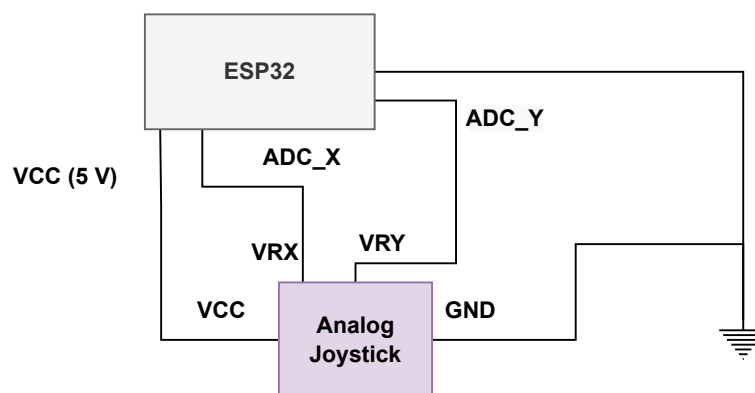 ESP32
ADC_Y
ADC_X
VCC (5 V)
VRY
VRX
VCC
GND
Analog
Joystick